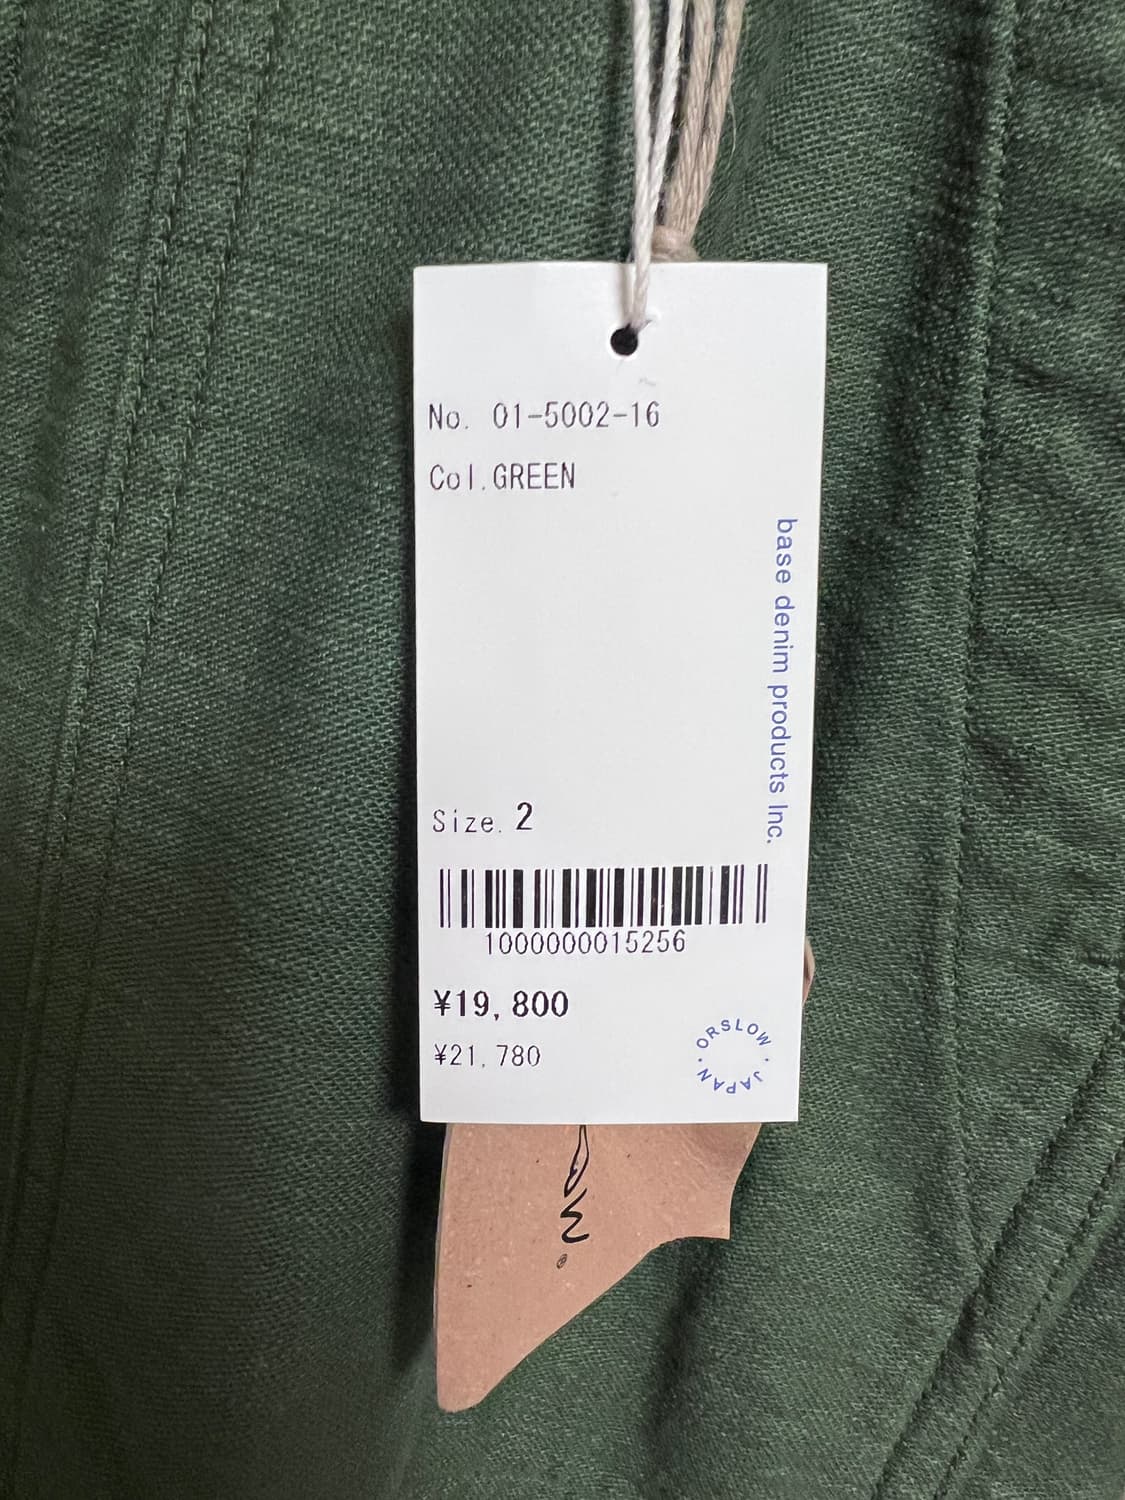 No. 01-5002-16
Col.GREEN
base denim products Inc.
Size. 2
1000000015256
¥19,800
¥21,780
ORSLOW · JAPAN ·
®